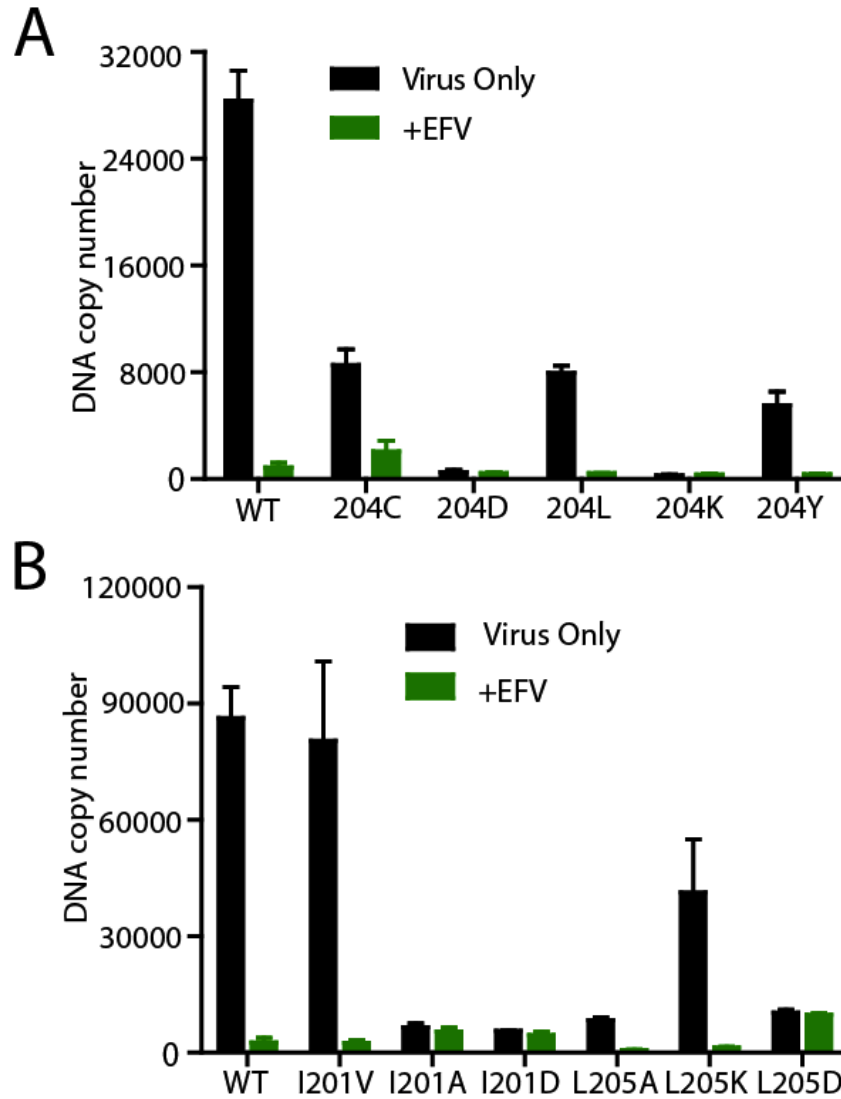 A
DNA copy number
32000
24000
16000
8000
0
Virus Only
+EFV
WT 204C 204D 204L 204K 204Y
B
DNA copy number
120000
90000
60000
30000
0
Virus Only
+EFV
WT I201V I201A I201D L205A L205K L205D